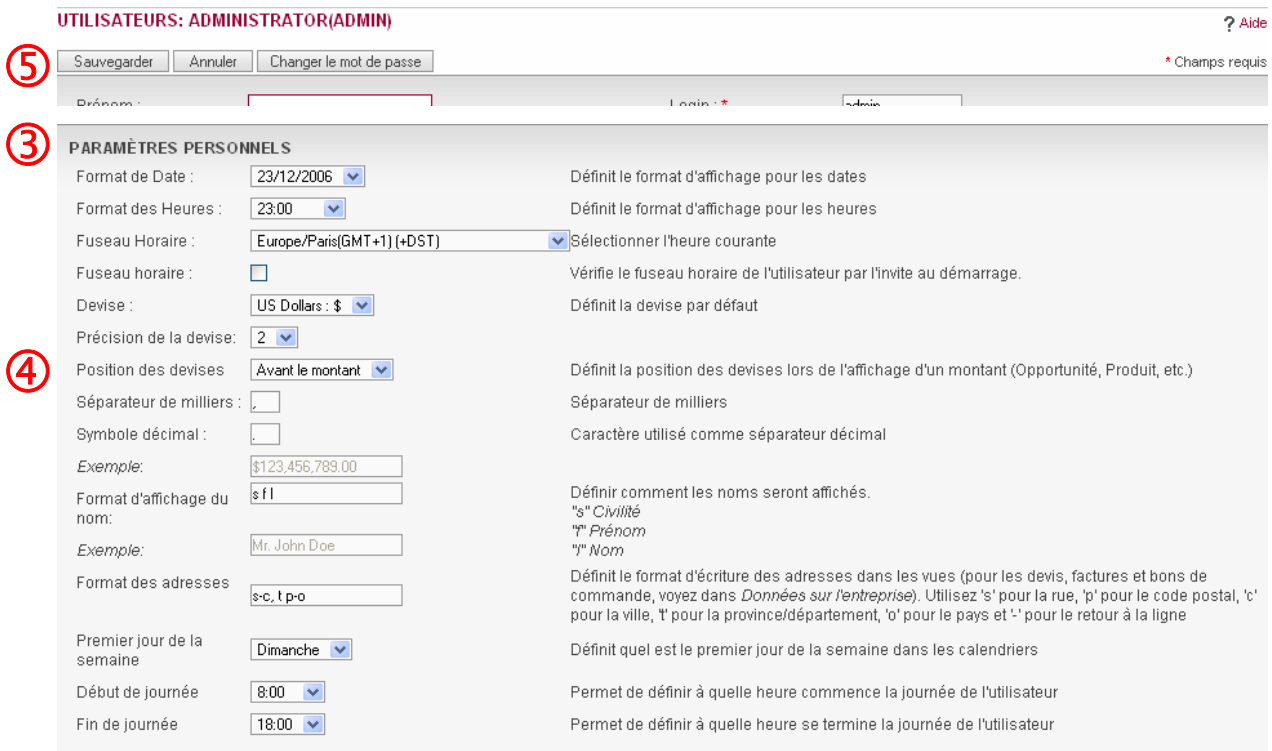 UTILISATEURS: ADMINISTRATOR(ADMIN)
? Aide
⑤
Sauvegarder Annuler Changer le mot de passe
* Champs requis
Prénom :
Login : * admin
③
PARAMÈTRES PERSONNELS
Format de Date : 23/12/2006 Définit le format d'affichage pour les dates
Format des Heures : 23:00 Définit le format d'affichage pour les heures
Fuseau Horaire : Europe/Paris(GMT+1) (+DST) Sélectionner l'heure courante
Fuseau horaire : Vérifie le fuseau horaire de l'utilisateur par l'invite au démarrage.
Devise : US Dollars : $ Définit la devise par défaut
Précision de la devise: 2
④
Position des devises Avant le montant Définit la position des devises lors de l'affichage d'un montant (Opportunité, Produit, etc.)
Séparateur de milliers : , Séparateur de milliers
Symbole décimal : . Caractère utilisé comme séparateur décimal
Exemple: $123,456,789.00
Format d'affichage du
nom:
s f l
Définir comment les noms seront affichés.
"s" Civilité
"f" Prénom
"l" Nom
Exemple: Mr. John Doe
Format des adresses
s-c, t p-o
Définit le format d'écriture des adresses dans les vues (pour les devis, factures et bons de
commande, voyez dans Données sur l'entreprise). Utilisez 's' pour la rue, 'p' pour le code postal, 'c'
pour la ville, 't' pour la province/département, 'o' pour le pays et '-' pour le retour à la ligne
Premier jour de la
semaine
Dimanche
Définit quel est le premier jour de la semaine dans les calendriers
Début de journée 8:00 Permet de définir à quelle heure commence la journée de l'utilisateur
Fin de journée 18:00 Permet de définir à quelle heure se termine la journée de l'utilisateur